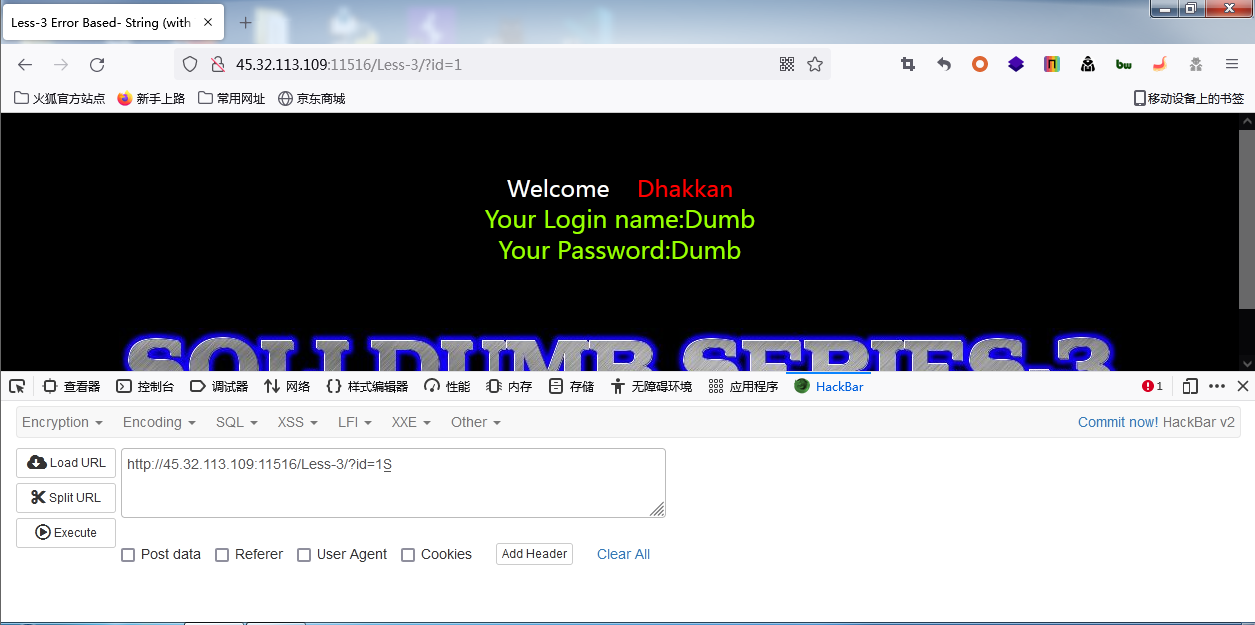 Less-3 Error Based- String (with
45.32.113.109:11516/Less-3/?id=1
火狐官方站点 新手上路 常用网址 京东商城 移动设备上的书签
Welcome Dhakkan
Your Login name:Dumb
Your Password:Dumb
SQLI DUMB SERIES-3
查看器 控制台 调试器 网络 样式编辑器 性能 内存 存储 无障碍环境 应用程序 HackBar 1
Encryption Encoding SQL XSS LFI XXE Other Commit now! HackBar v2
Load URL http://45.32.113.109:11516/Less-3/?id=1S
Split URL
Execute
Post data Referer User Agent Cookies Add Header Clear All